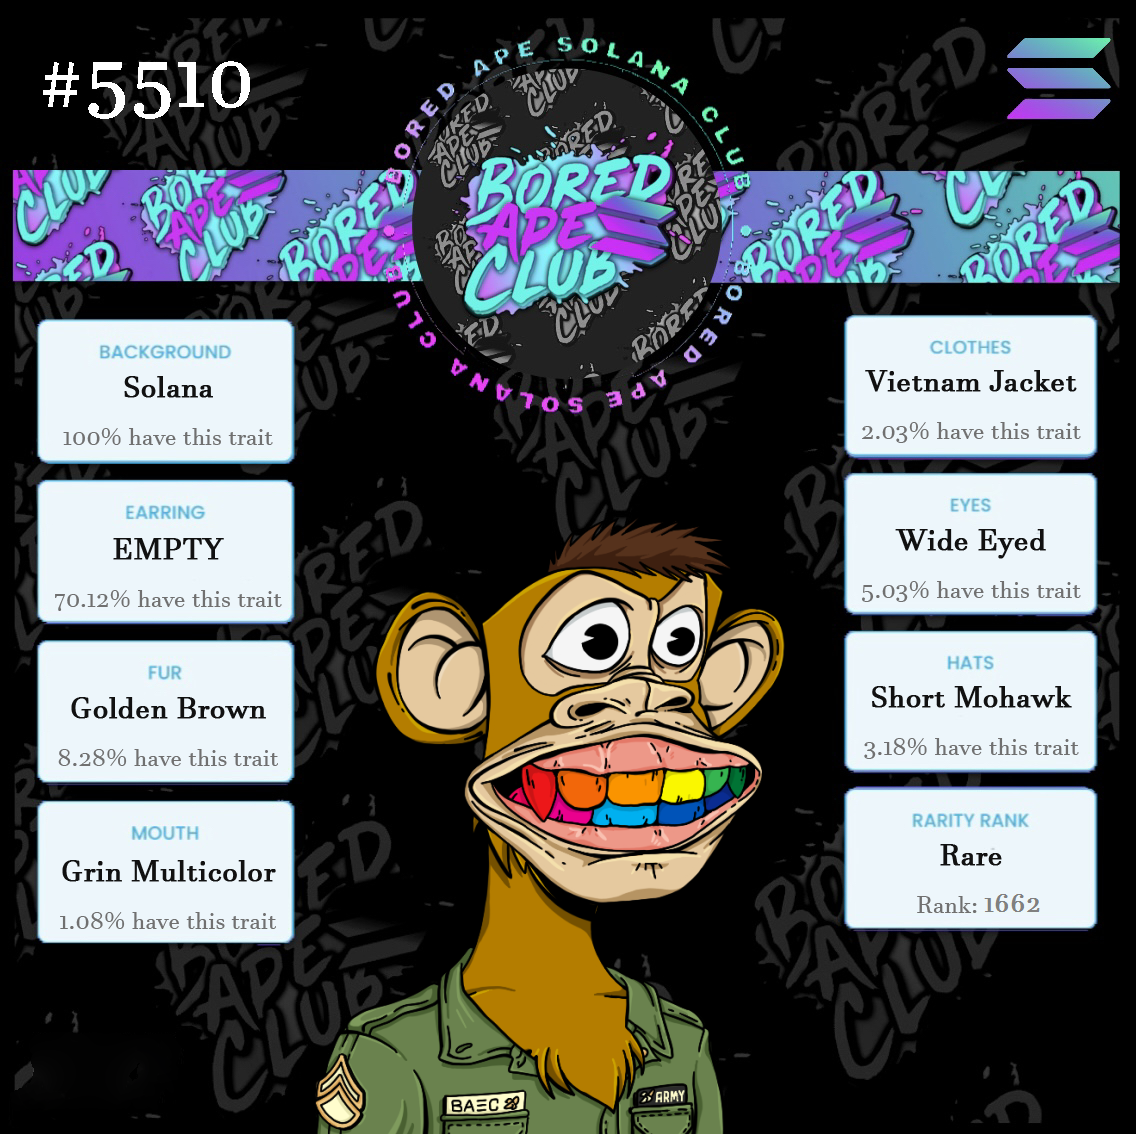 #5510
BORED APE SOLANA CLUB
BORED APE SOLANA CLUB
BORED
APE
CLUB
BACKGROUND
Solana
100% have this trait
EARRING
EMPTY
70.12% have this trait
FUR
Golden Brown
8.28% have this trait
MOUTH
Grin Multicolor
1.08% have this trait
CLOTHES
Vietnam Jacket
2.03% have this trait
EYES
Wide Eyed
5.03% have this trait
HATS
Short Mohawk
3.18% have this trait
RARITY RANK
Rare
Rank: 1662
BAEC
ARMY